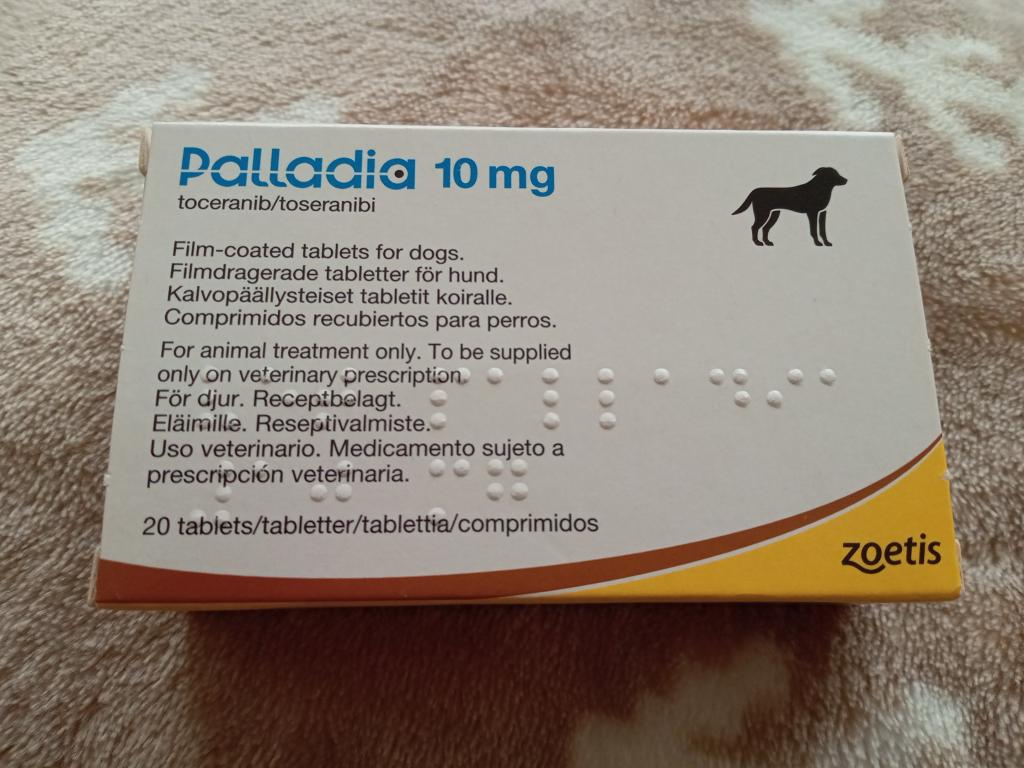 Palladia 10 mg
toceranib/toseranibi
Film-coated tablets for dogs.
Filmdragerade tabletter för hund.
Kalvopäällysteiset tabletit koiralle.
Comprimidos recubiertos para perros.
For animal treatment only. To be supplied
only on veterinary prescription.
För djur. Receptbelagt.
Eläimille. Reseptivalmiste.
Uso veterinario. Medicamento sujeto a
prescripción veterinaria.
20 tablets/tabletter/tablettia/comprimidos
zoetis